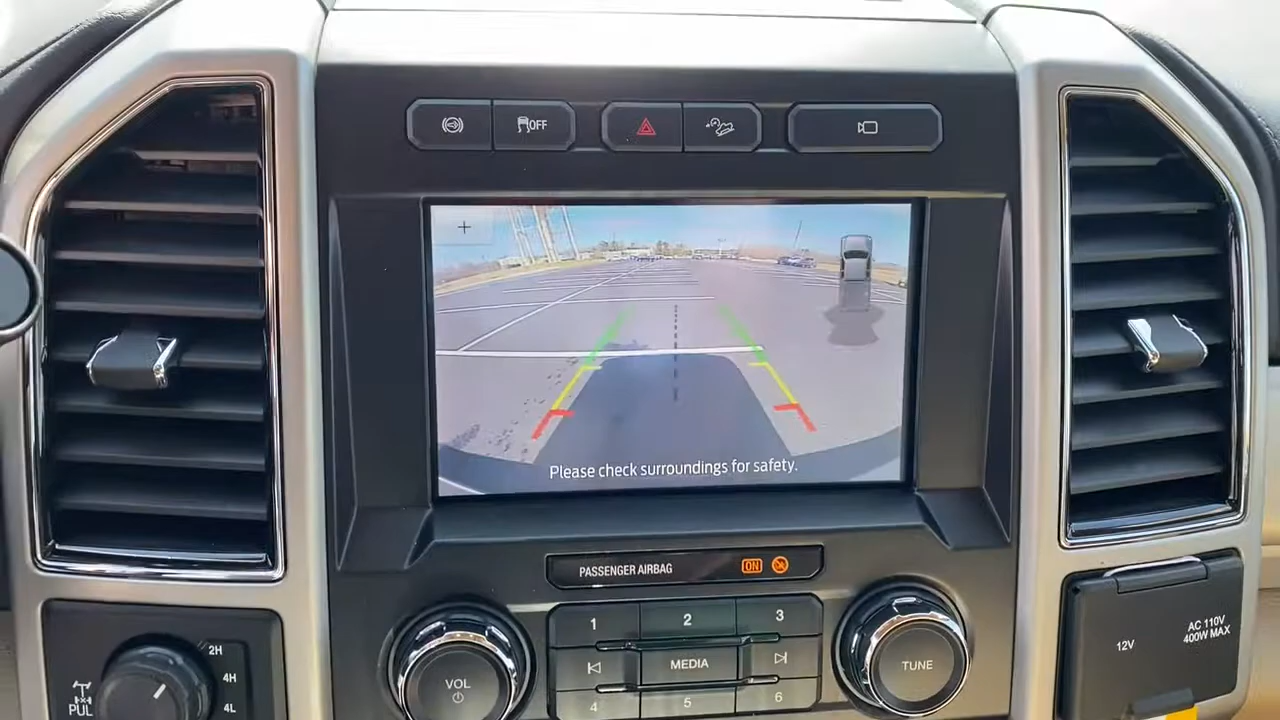 OFF
+
Please check surroundings for safety.
PASSENGER AIRBAG ON
1 2 3
VOL
MEDIA
TUNE
4 5 6
2H
4H
4L
PUL
12V
AC 110V
400W MAX